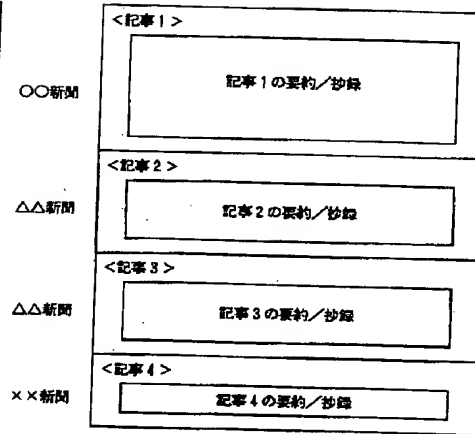 <記事1>
○○新聞
記事1の要約/抄録
<記事2>
△△新聞
記事2の要約/抄録
<記事3>
△△新聞
記事3の要約/抄録
<記事4>
××新聞
記事4の要約/抄録